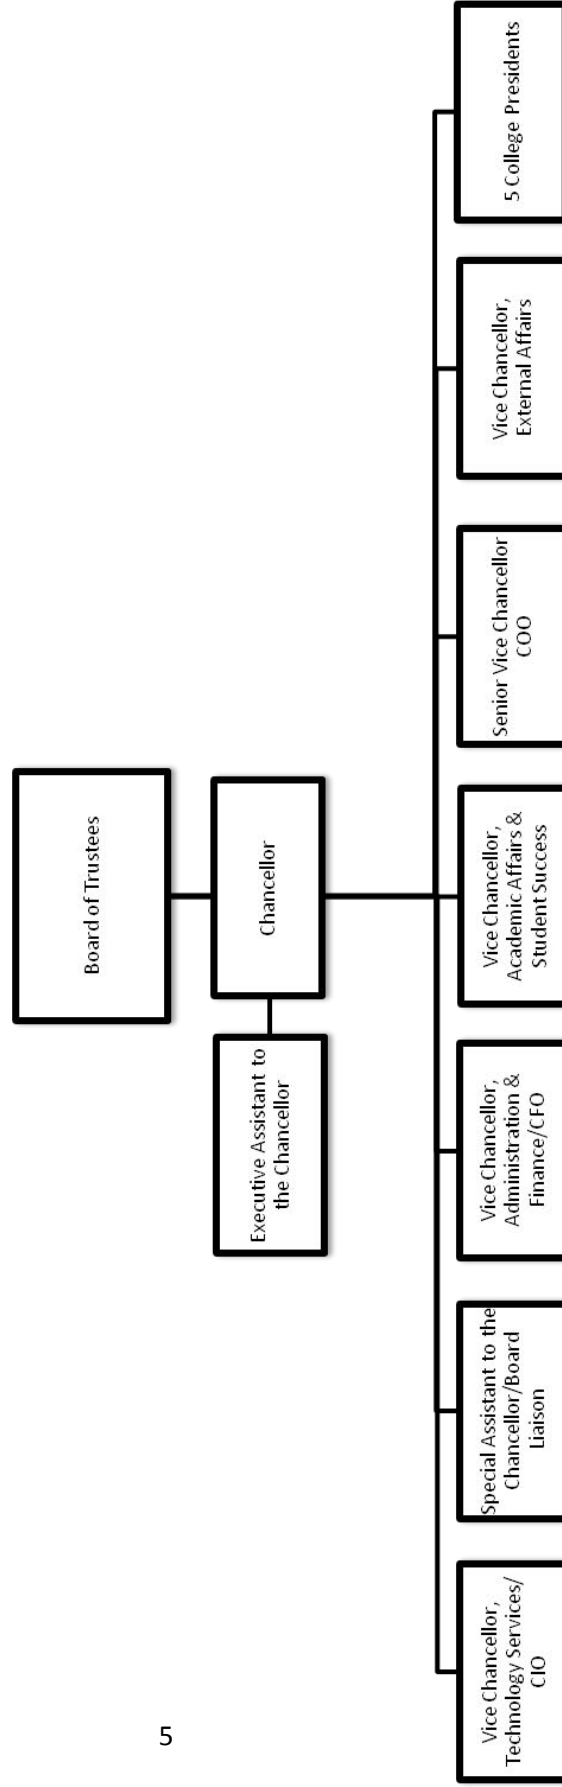 Board of Trustees
Chancellor
Executive Assistant to
the Chancellor
Vice Chancellor,
Technology Services/
CIO
Special Assistant to the
Chancellor/Board
Liaison
Vice Chancellor,
Administration &
Finance/CFO
Vice Chancellor,
Academic Affairs &
Student Success
Senior Vice Chancellor
COO
Vice Chancellor,
External Affairs
5 College Presidents
5